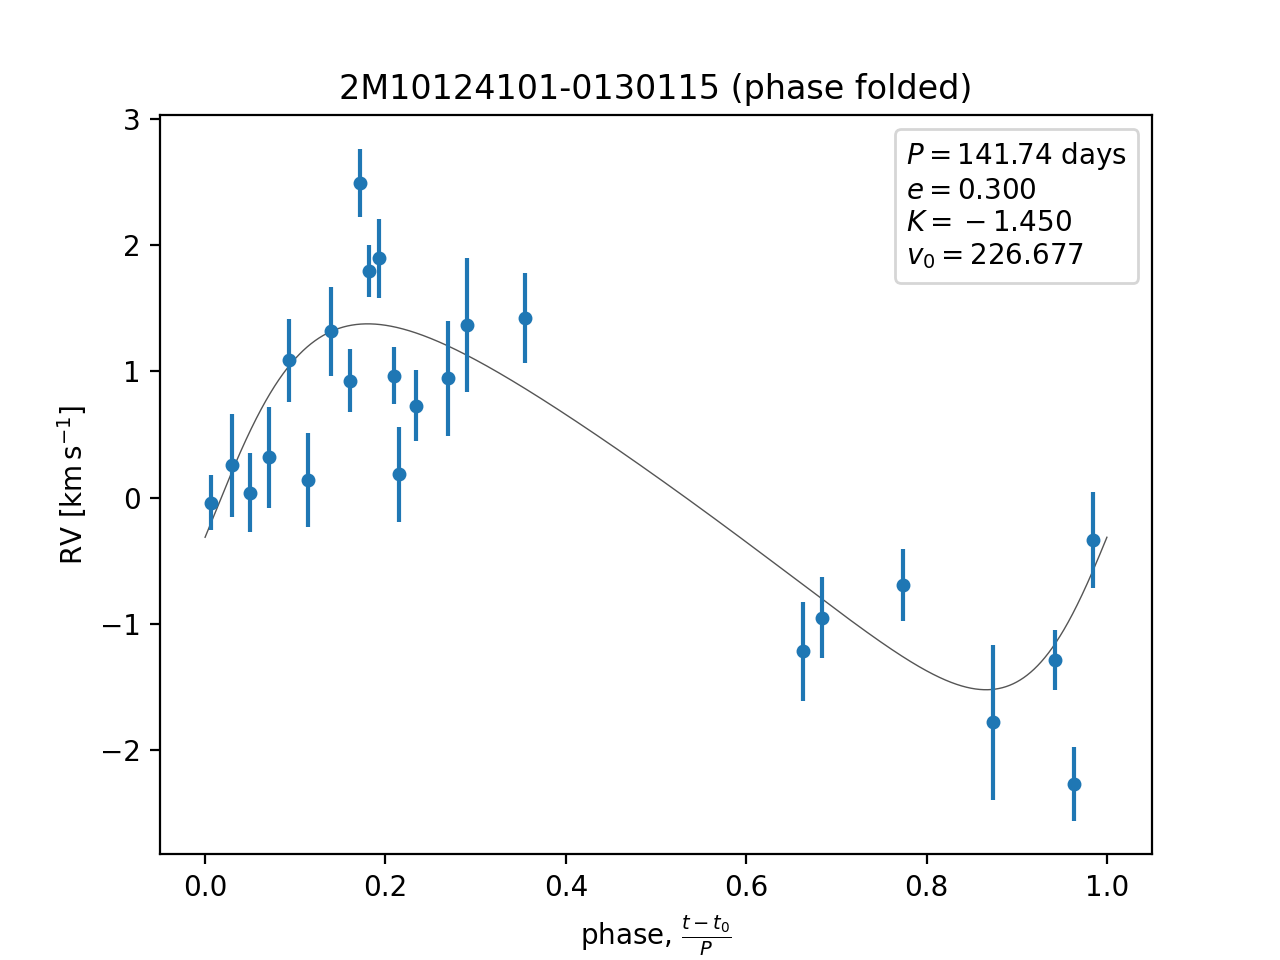 2M10124101-0130115 (phase folded)
P = 141.74 days
e = 0.300
K = −1.450
v₀ = 226.677
RV [km s⁻¹]
3
2
1
0
−1
−2
0.0 0.2 0.4 0.6 0.8 1.0
phase, (t − t₀)/P